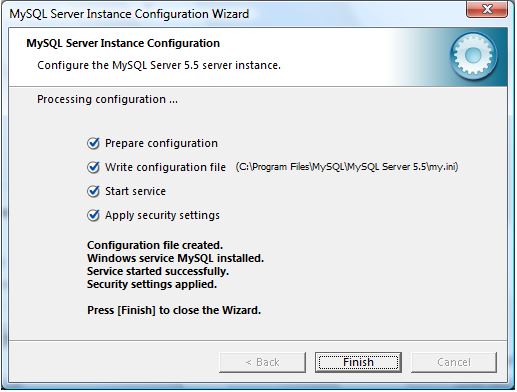 MySQL Server Instance Configuration Wizard
MySQL Server Instance Configuration
Configure the MySQL Server 5.5 server instance.
Processing configuration ...
Prepare configuration
Write configuration file (C:\Program Files\MySQL\MySQL Server 5.5\my.ini)
Start service
Apply security settings
Configuration file created.
Windows service MySQL installed.
Service started successfully.
Security settings applied.
Press [Finish] to close the Wizard.
< Back Finish Cancel